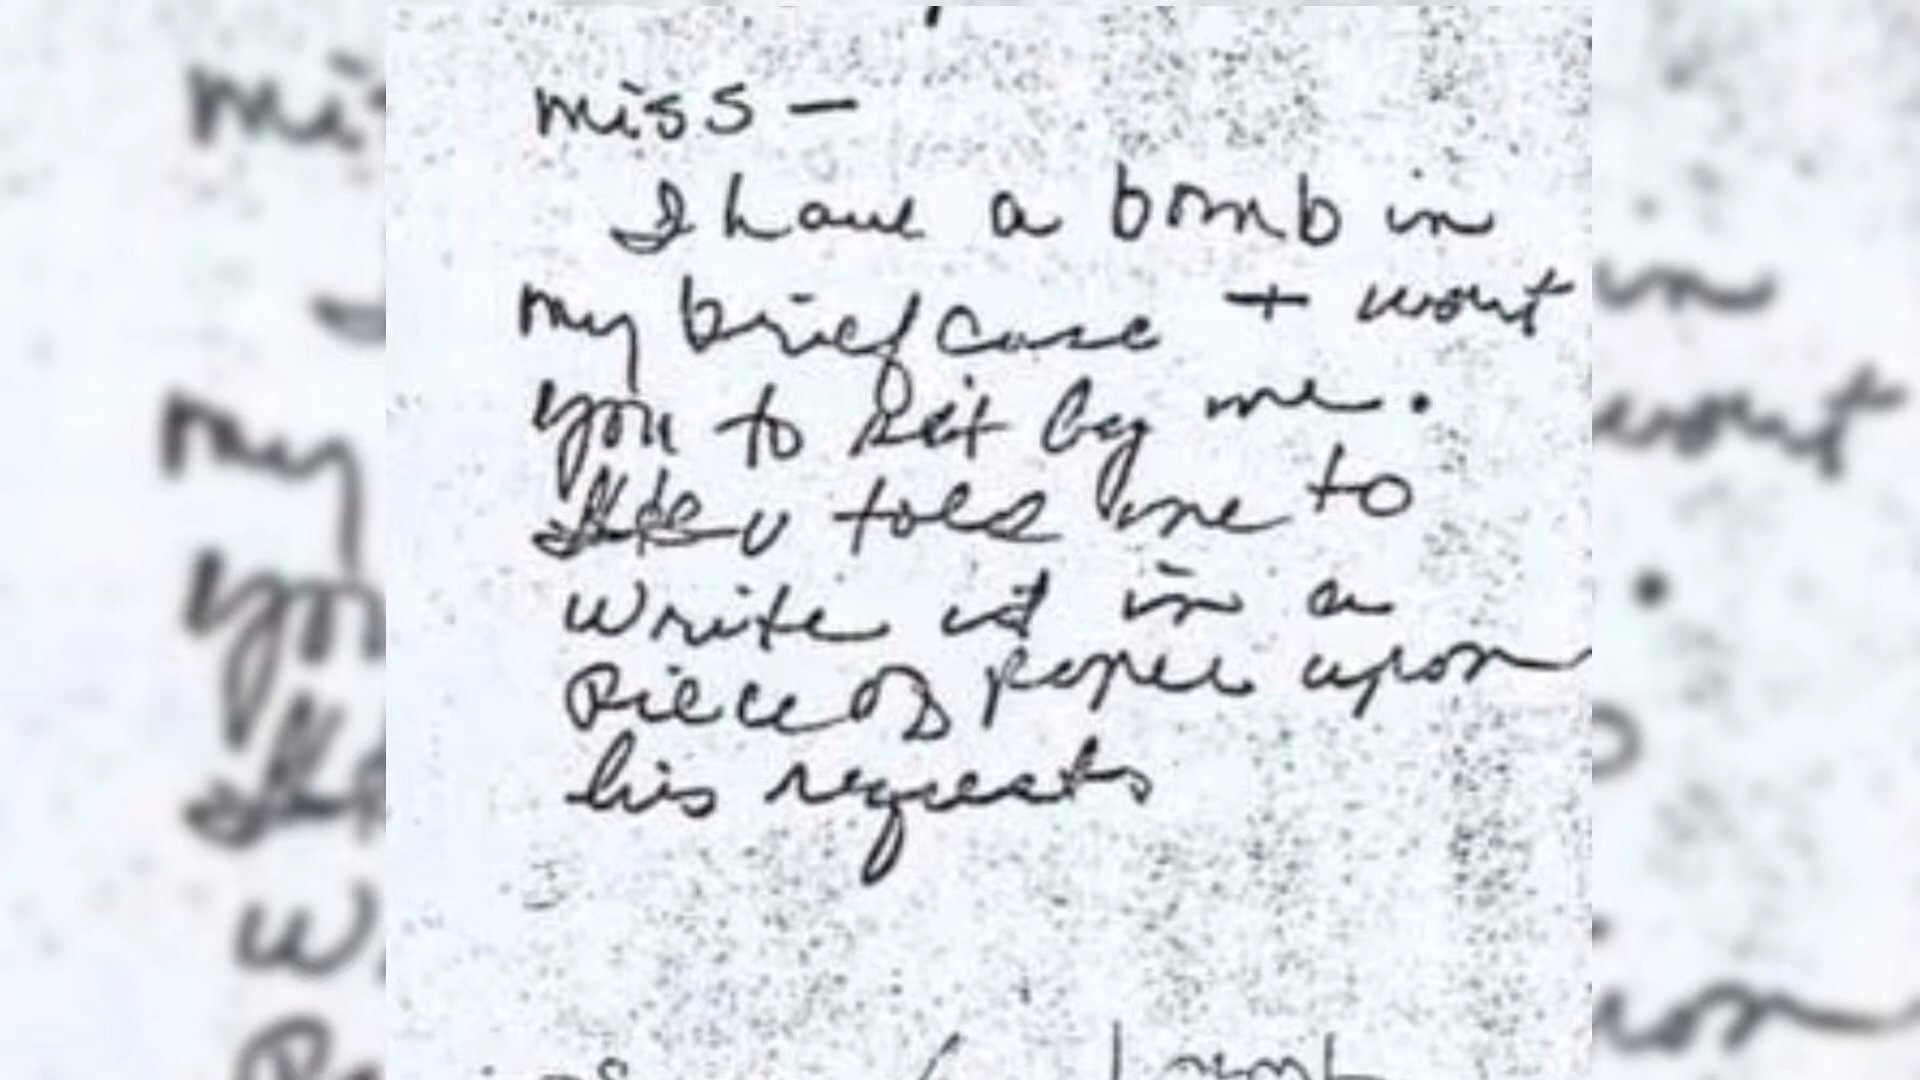 miss —
I have a bomb in
my briefcase + want
you to sit by me.
told me to
write it in a
piece of paper upon
his requests